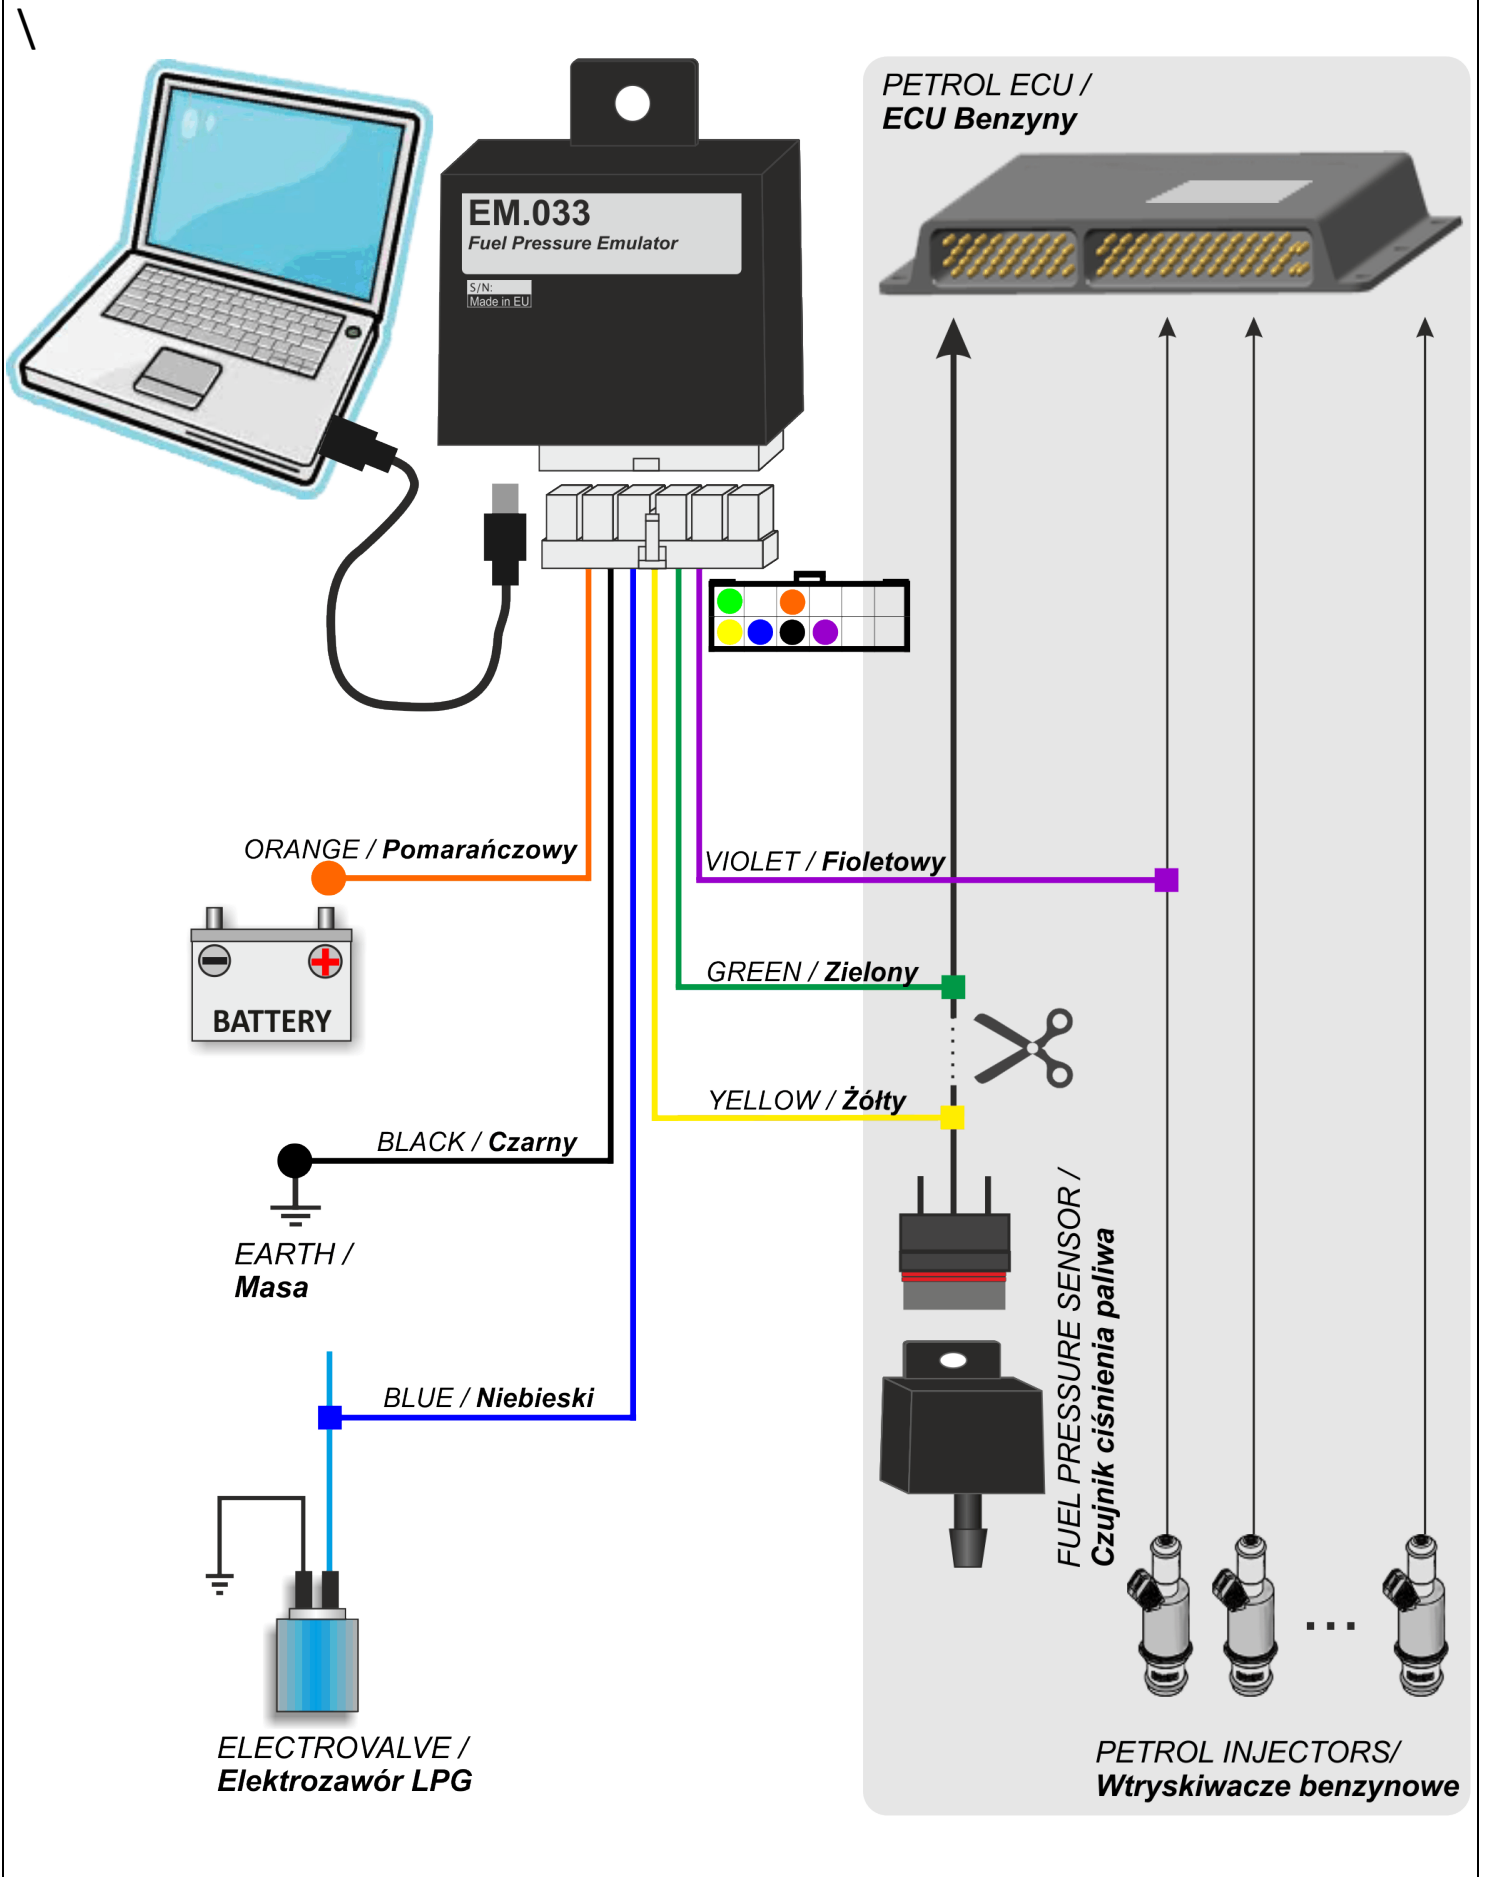 \
PETROL ECU /
ECU Benzyny
EM.033
Fuel Pressure Emulator
S/N:
Made in EU
ORANGE / Pomarańczowy
VIOLET / Fioletowy
BATTERY
GREEN / Zielony
YELLOW / Żółty
BLACK / Czarny
EARTH /
Masa
FUEL PRESSURE SENSOR /
Czujnik ciśnienia paliwa
BLUE / Niebieski
...
ELECTROVALVE /
Elektrozawór LPG
PETROL INJECTORS/
Wtryskiwacze benzynowe